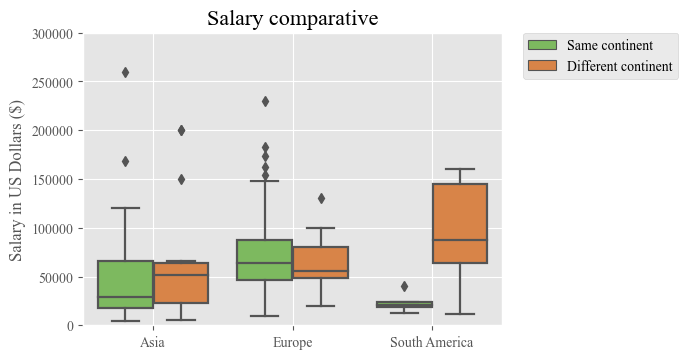 Salary comparative
Same continent
Different continent
Salary in US Dollars ($)
300000
250000
200000
150000
100000
50000
0
Asia
Europe
South America